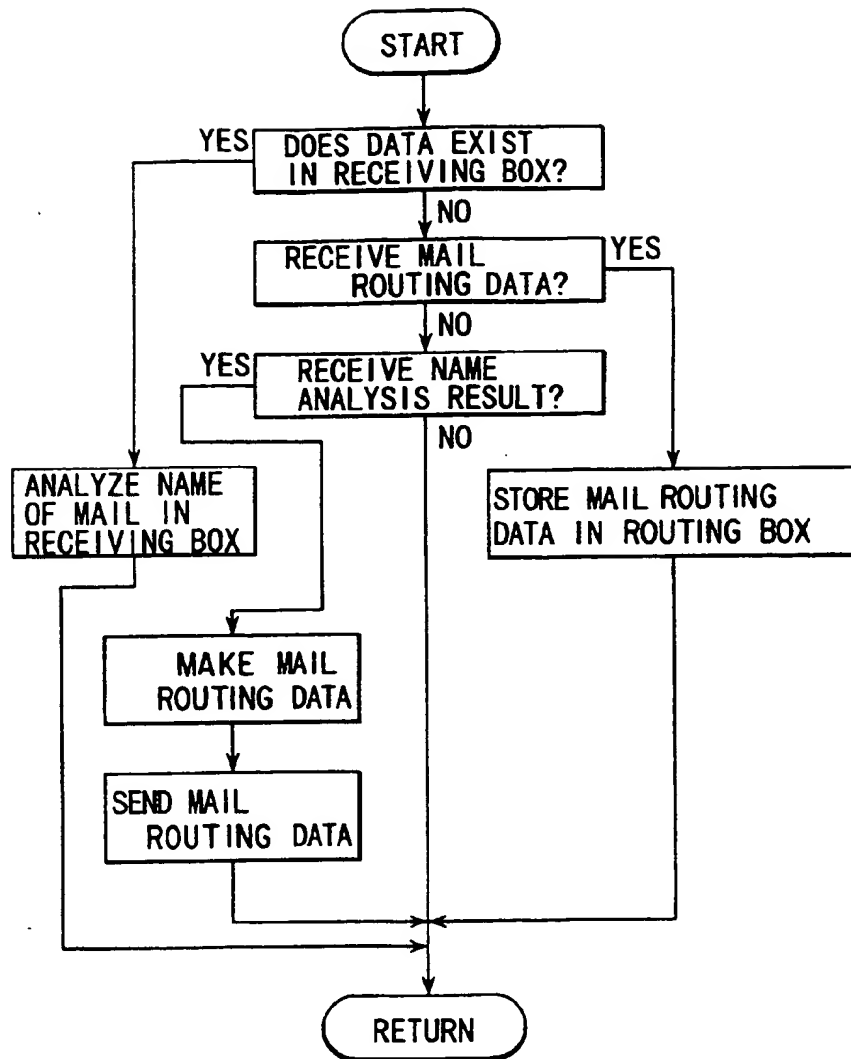 START
YES
DOES DATA EXIST
IN RECEIVING BOX?
NO
RECEIVE MAIL
ROUTING DATA?
YES
NO
YES
RECEIVE NAME
ANALYSIS RESULT?
NO
ANALYZE NAME
OF MAIL IN
RECEIVING BOX
STORE MAIL ROUTING
DATA IN ROUTING BOX
MAKE MAIL
ROUTING DATA
SEND MAIL
ROUTING DATA
RETURN